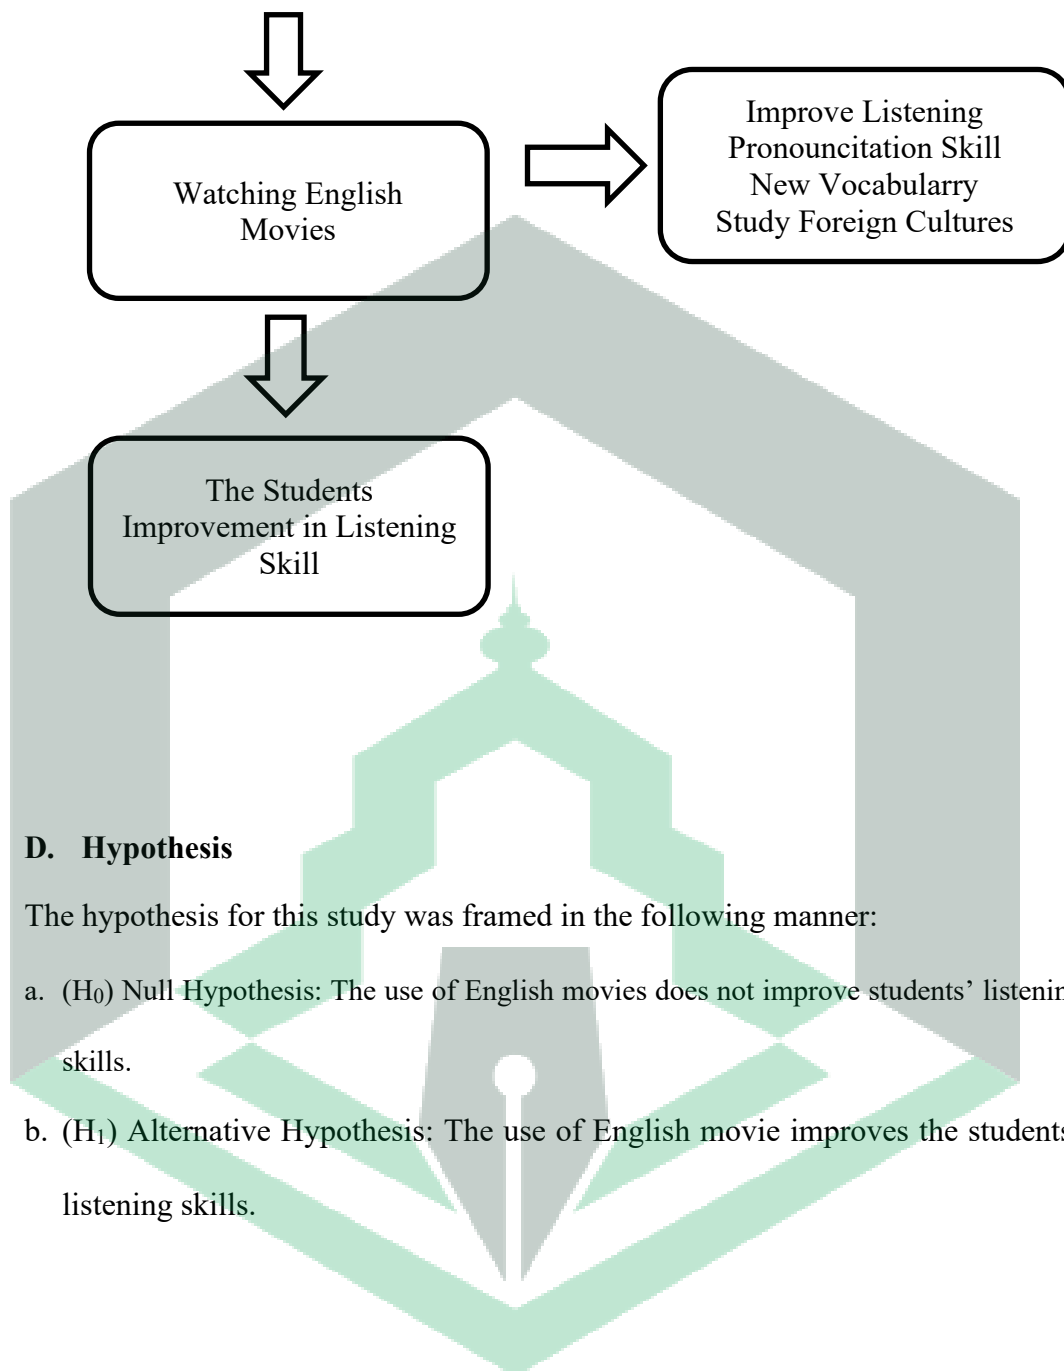 Watching English
Movies
Improve Listening
Pronouncitation Skill
New Vocabularry
Study Foreign Cultures
The Students
Improvement in Listening
Skill
D. Hypothesis
The hypothesis for this study was framed in the following manner:
a. (H₀) Null Hypothesis: The use of English movies does not improve students’ listenin
skills.
b. (H₁) Alternative Hypothesis: The use of English movie improves the students
listening skills.